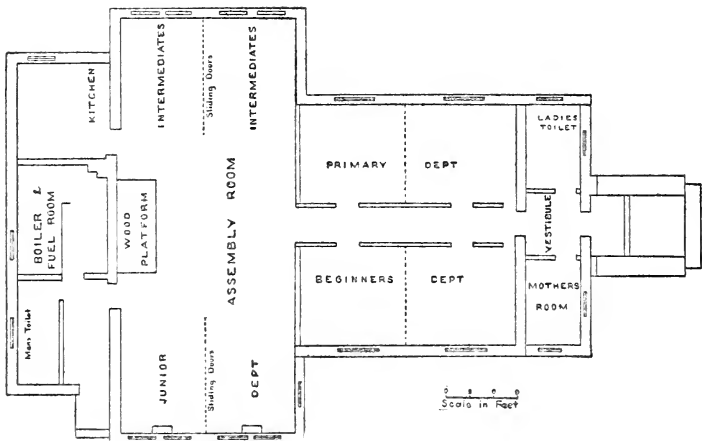 KITCHEN
INTERMEDIATES
Sliding Doors
INTERMEDIATES
BOILER &
FUEL ROOM
WOOD
PLATFORM
ASSEMBLY ROOM
Mens Toilet
JUNIOR
Sliding Doors
DEPT
PRIMARY DEPT
BEGINNERS DEPT
LADIES
TOILET
VESTIBULE
MOTHERS
ROOM
Scale in Feet